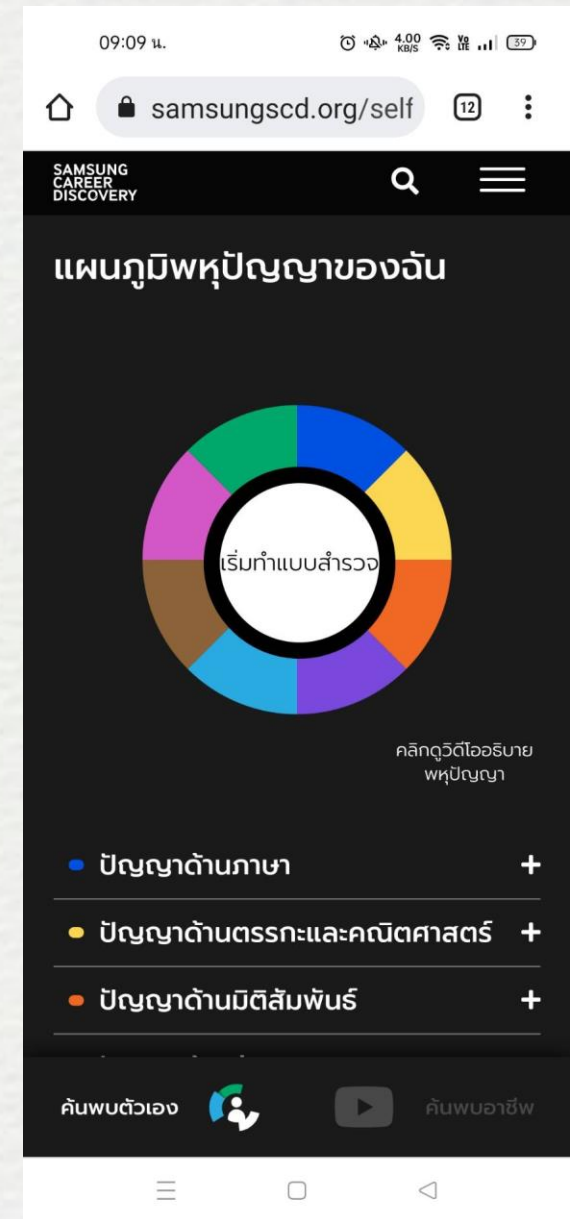 09:09 น.
4.00
KB/S
Vo
LTE
39
samsungscd.org/self
12
SAMSUNG
CAREER
DISCOVERY
แผนภูมิพหุปัญญาของฉัน
เริ่มทำแบบสำรวจ
คลิกดูวิดีโออธิบาย
พหุปัญญา
ปัญญาด้านภาษา +
ปัญญาด้านตรรกะและคณิตศาสตร์ +
ปัญญาด้านมิติสัมพันธ์ +
ค้นพบตัวเอง
ค้นพบอาชีพ